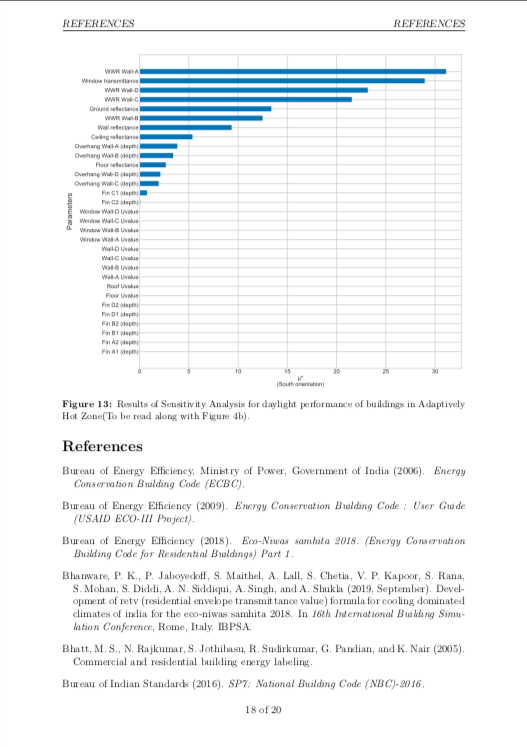 REFERENCES REFERENCES
WWR Wall-A
Window transmittance
WWR Wall-D
WWR Wall-C
Ground reflectance
WWR Wall-B
Wall reflectance
Ceiling reflectance
Overhang Wall-A (depth)
Overhang Wall-B (depth)
Floor reflectance
Overhang Wall-D (depth)
Overhang Wall-C (depth)
Fin C1 (depth)
Fin C2 (depth)
Window Wall-D Uvalue
Window Wall-C Uvalue
Window Wall-B Uvalue
Window Wall-A Uvalue
Wall-D Uvalue
Wall-C Uvalue
Wall-B Uvalue
Wall-A Uvalue
Roof Uvalue
Floor Uvalue
Fin D2 (depth)
Fin D1 (depth)
Fin B2 (depth)
Fin B1 (depth)
Fin A2 (depth)
Fin A1 (depth)
Parameters
0 5 10 15 20 25 30
μ*
(South orientation)
Figure 13: Results of Sensitivity Analysis for daylight performance of buildings in Adaptively
Hot Zone(To be read along with Figure 4b).
References
Bureau of Energy Efficiency, Ministry of Power, Government of India (2006). Energy
Conservation Building Code (ECBC).
Bureau of Energy Efficiency (2009). Energy Conservation Building Code : User Guide
(USAID ECO-III Project).
Bureau of Energy Efficiency (2018). Eco-Niwas samhita 2018. (Energy Conservation
Building Code for Residential Buildings) Part 1.
Bhanware, P. K., P. Jaboyedoff, S. Maithel, A. Lall, S. Chetia, V. P. Kapoor, S. Rana,
S. Mohan, S. Diddi, A. N. Siddiqui, A. Singh, and A. Shukla (2019, September). Devel-
opment of retv (residential envelope transmittance value) formula for cooling dominated
climates of india for the eco-niwas samhita 2018. In 16th International Building Simu-
lation Conference, Rome, Italy. IBPSA.
Bhatt, M. S., N. Rajkumar, S. Jothibasu, R. Sudirkumar, G. Pandian, and K. Nair (2005).
Commercial and residential building energy labeling.
Bureau of Indian Standards (2016). SP7: National Building Code (NBC)-2016.
18 of 20